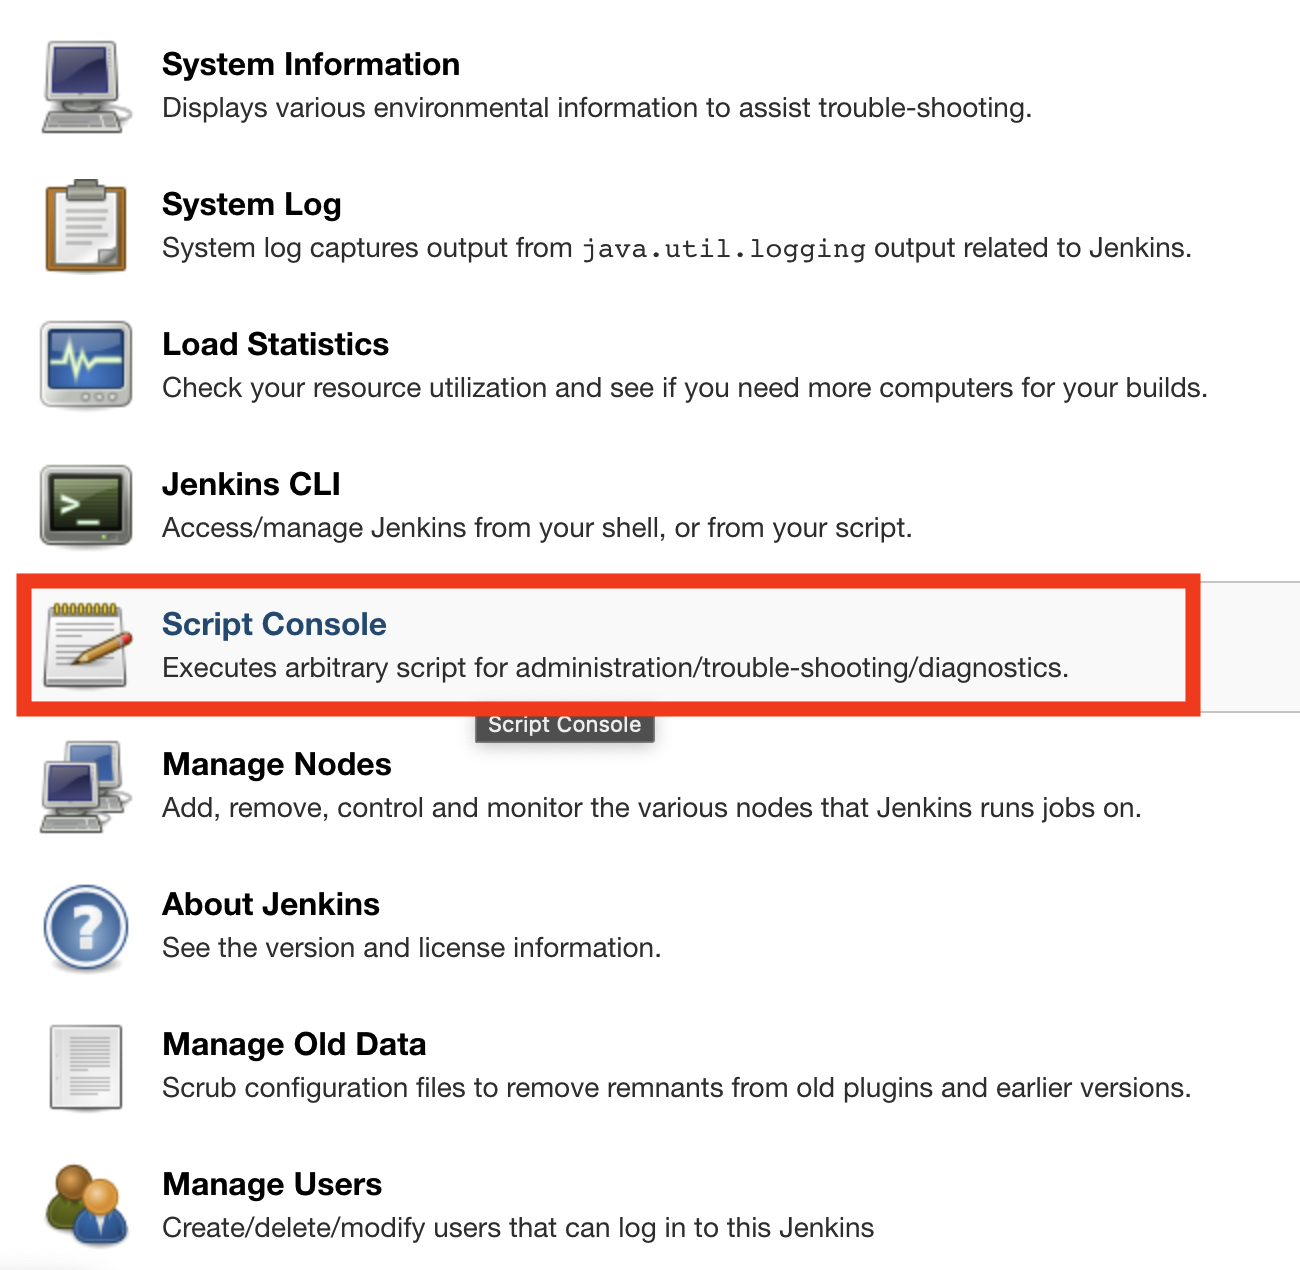 System Information
Displays various environmental information to assist trouble-shooting.
System Log
System log captures output from java.util.logging output related to Jenkins.
Load Statistics
Check your resource utilization and see if you need more computers for your builds.
Jenkins CLI
Access/manage Jenkins from your shell, or from your script.
Script Console
Executes arbitrary script for administration/trouble-shooting/diagnostics.
Script Console
Manage Nodes
Add, remove, control and monitor the various nodes that Jenkins runs jobs on.
About Jenkins
See the version and license information.
Manage Old Data
Scrub configuration files to remove remnants from old plugins and earlier versions.
Manage Users
Create/delete/modify users that can log in to this Jenkins